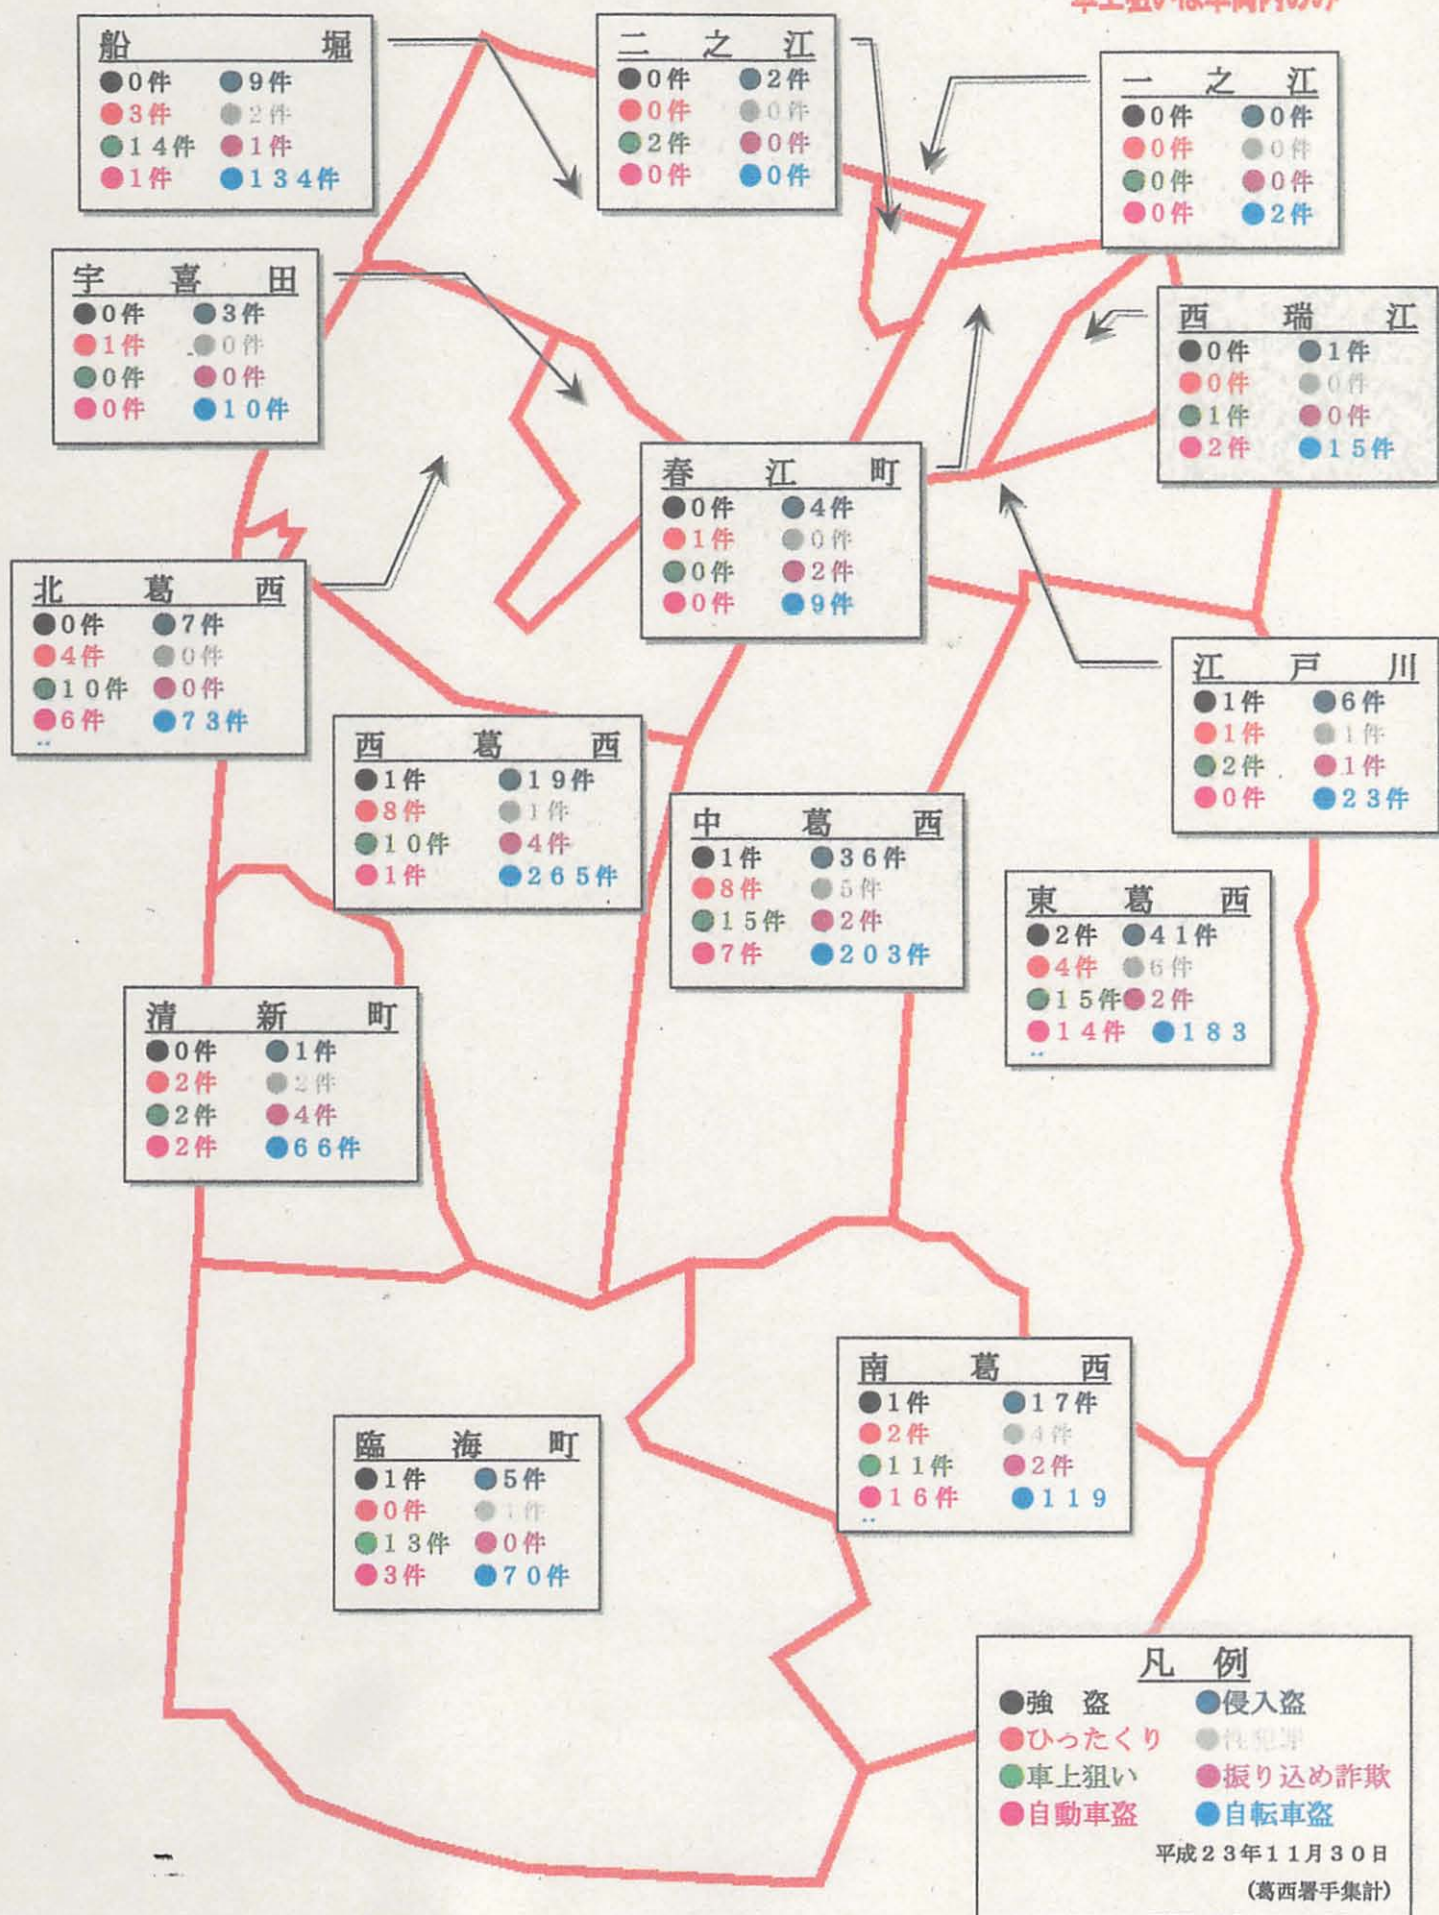 船 堀
●0件 ●9件
●3件 ●2件
●14件 ●1件
●1件 ●134件
二 之 江
●0件 ●2件
●0件 ●0件
●2件 ●0件
●0件 ●0件
一 之 江
●0件 ●0件
●0件 ●0件
●0件 ●0件
●0件 ●2件
宇 喜 田
●0件 ●3件
●1件 ●0件
●0件 ●0件
●0件 ●10件
西 瑞 江
●0件 ●1件
●0件 ●0件
●1件 ●0件
●2件 ●15件
春 江 町
●0件 ●4件
●1件 ●0件
●0件 ●2件
●0件 ●9件
北 葛 西
●0件 ●7件
●4件 ●0件
●10件 ●0件
●6件 ●73件
江 戸 川
●1件 ●6件
●1件 ●1件
●2件 ●1件
●0件 ●23件
西 葛 西
●1件 ●19件
●8件 ●1件
●10件 ●4件
●1件 ●265件
中 葛 西
●1件 ●36件
●8件 ●5件
●15件 ●2件
●7件 ●203件
東 葛 西
●2件 ●41件
●4件 ●6件
●15件 ●2件
●14件 ●183
清 新 町
●0件 ●1件
●2件 ●2件
●2件 ●4件
●2件 ●66件
南 葛 西
●1件 ●17件
●2件 ●4件
●11件 ●2件
●16件 ●119
臨 海 町
●1件 ●5件
●0件 ●1件
●13件 ●0件
●3件 ●70件
凡 例
●強 盗 ●侵入盗
●ひったくり ●性犯罪
●車上狙い ●振り込め詐欺
●自動車盗 ●自転車盗
平成23年11月30日
(葛西署手集計)